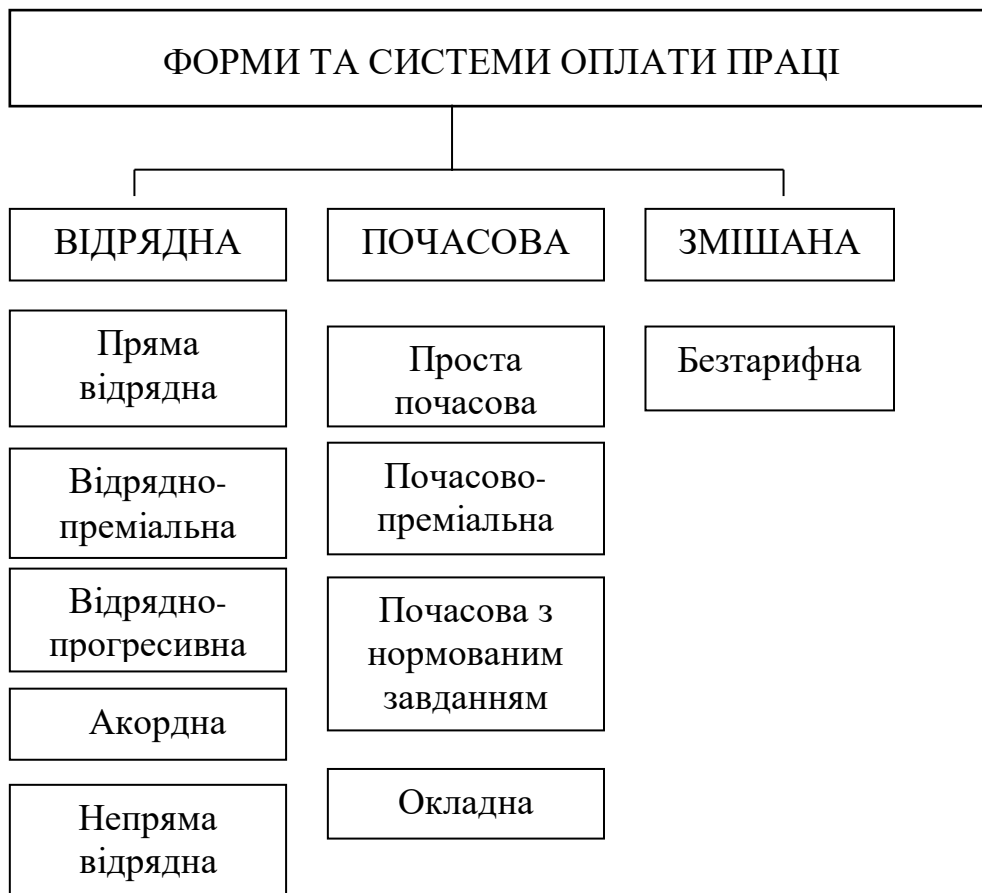 ФОРМИ ТА СИСТЕМИ ОПЛАТИ ПРАЦІ
ВІДРЯДНА
Пряма
відрядна
Відрядно-
преміальна
Відрядно-
прогресивна
Акордна
Непряма
відрядна
ПОЧАСОВА
Проста
почасова
Почасово-
преміальна
Почасова з
нормованим
завданням
Окладна
ЗМІШАНА
Безтарифна